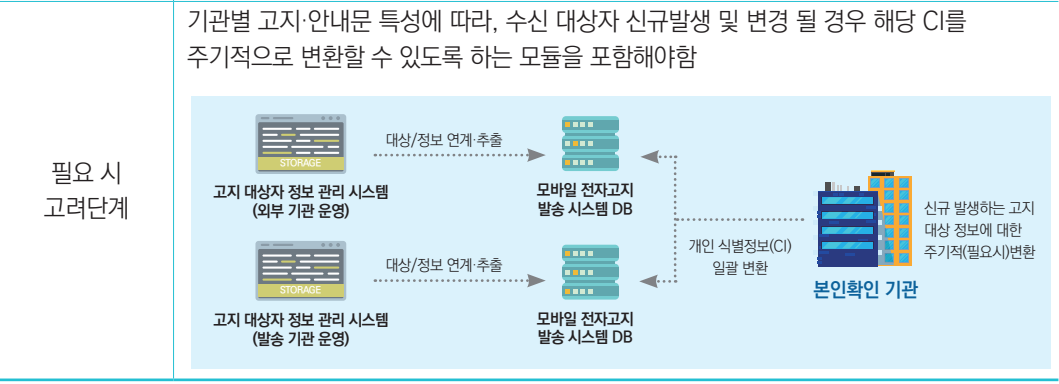 기관별 고지·안내문 특성에 따라, 수신 대상자 신규발생 및 변경 될 경우 해당 CI를
주기적으로 변환할 수 있도록 하는 모듈을 포함해야함
필요 시
고려단계
STORAGE
대상/정보 연계·추출
고지 대상자 정보 관리 시스템
(외부 기관 운영)
모바일 전자고지
발송 시스템 DB
STORAGE
대상/정보 연계·추출
고지 대상자 정보 관리 시스템
(발송 기관 운영)
모바일 전자고지
발송 시스템 DB
개인 식별정보(CI)
일괄 변환
본인확인 기관
신규 발생하는 고지
대상 정보에 대한
주기적(필요시)변환